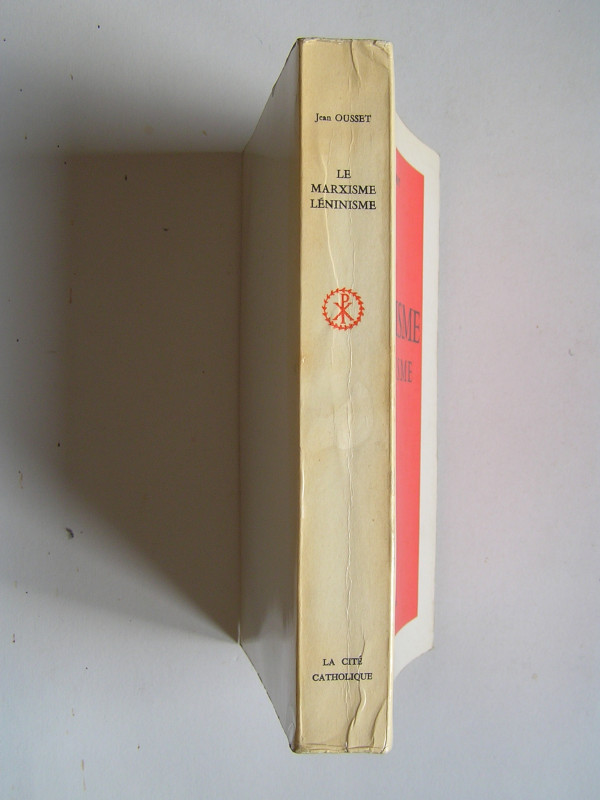 Jean OUSSET
LE
MARXISME
LÉNINISME
LA CITÉ
CATHOLIQUE